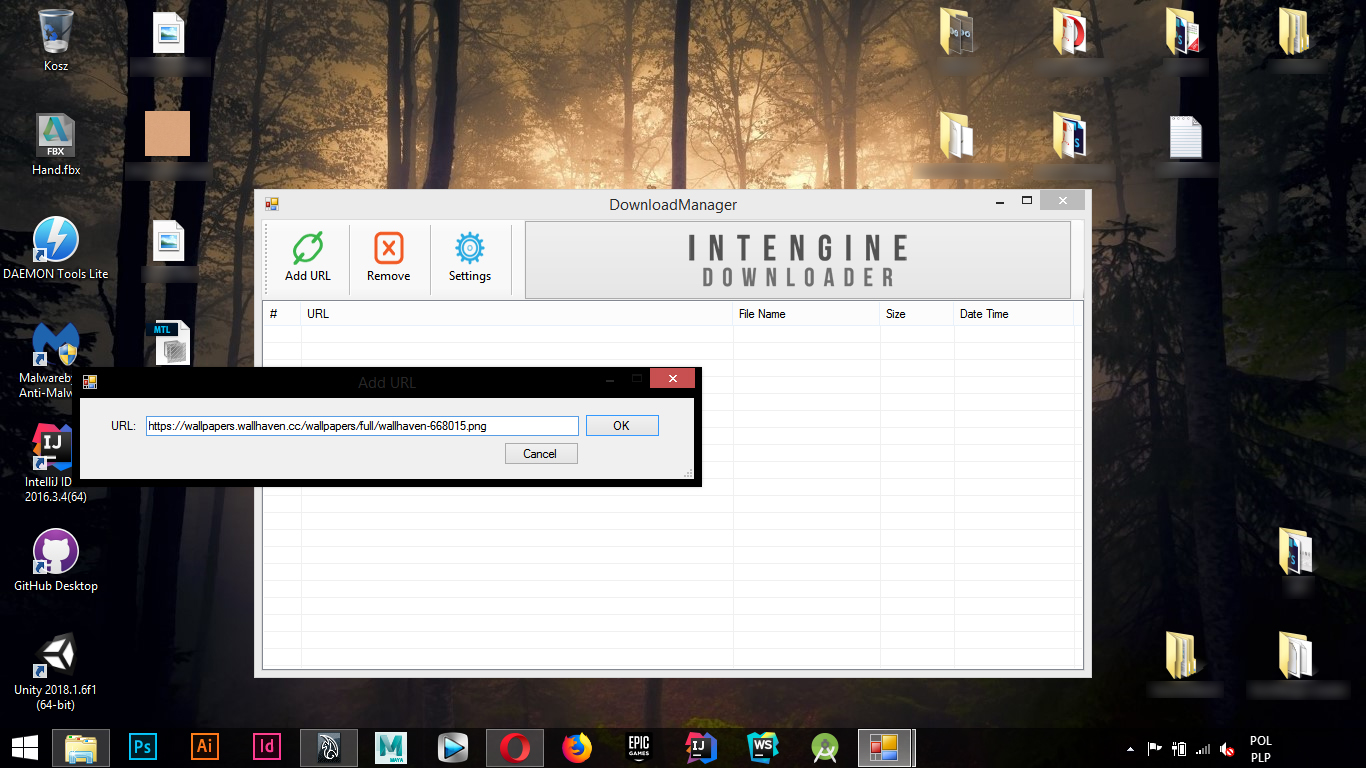 Kosz
Hand.fbx
FBX
DAEMON Tools Lite
MTL
Malwareb
Anti-Mal
IJ
IntelliJ ID
2016.3.4(64)
GitHub Desktop
Unity 2018.1.6f1
(64-bit)
DownloadManager
Add URL
Remove
Settings
INTENGINE
DOWNLOADER
#
URL
File Name
Size
Date Time
Add URL
URL:
https://wallpapers.wallhaven.cc/wallpapers/full/wallhaven-668015.png
OK
Cancel
Ps
Ai
Id
M
MAYA
EPIC
GAMES
IJ
WS
POL
PLP